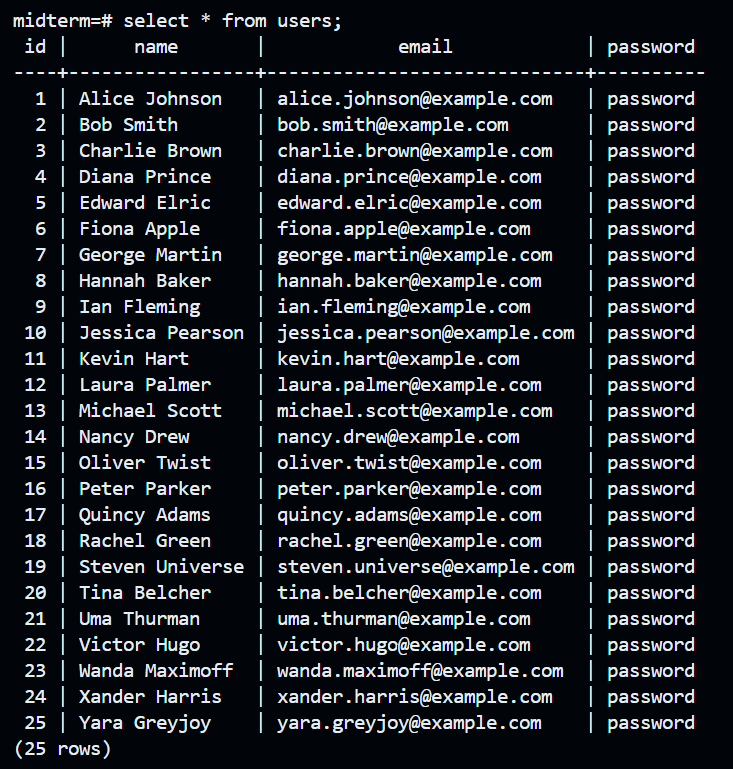 midterm=# select * from users;
 id |      name       |            email            | password
----+-----------------+-----------------------------+----------
  1 | Alice Johnson   | alice.johnson@example.com   | password
  2 | Bob Smith       | bob.smith@example.com       | password
  3 | Charlie Brown   | charlie.brown@example.com   | password
  4 | Diana Prince    | diana.prince@example.com    | password
  5 | Edward Elric    | edward.elric@example.com    | password
  6 | Fiona Apple     | fiona.apple@example.com     | password
  7 | George Martin   | george.martin@example.com   | password
  8 | Hannah Baker    | hannah.baker@example.com    | password
  9 | Ian Fleming     | ian.fleming@example.com     | password
 10 | Jessica Pearson | jessica.pearson@example.com | password
 11 | Kevin Hart      | kevin.hart@example.com      | password
 12 | Laura Palmer    | laura.palmer@example.com    | password
 13 | Michael Scott   | michael.scott@example.com   | password
 14 | Nancy Drew      | nancy.drew@example.com      | password
 15 | Oliver Twist    | oliver.twist@example.com    | password
 16 | Peter Parker    | peter.parker@example.com    | password
 17 | Quincy Adams    | quincy.adams@example.com    | password
 18 | Rachel Green    | rachel.green@example.com    | password
 19 | Steven Universe | steven.universe@example.com | password
 20 | Tina Belcher    | tina.belcher@example.com    | password
 21 | Uma Thurman     | uma.thurman@example.com     | password
 22 | Victor Hugo     | victor.hugo@example.com     | password
 23 | Wanda Maximoff  | wanda.maximoff@example.com  | password
 24 | Xander Harris   | xander.harris@example.com   | password
 25 | Yara Greyjoy    | yara.greyjoy@example.com    | password
(25 rows)